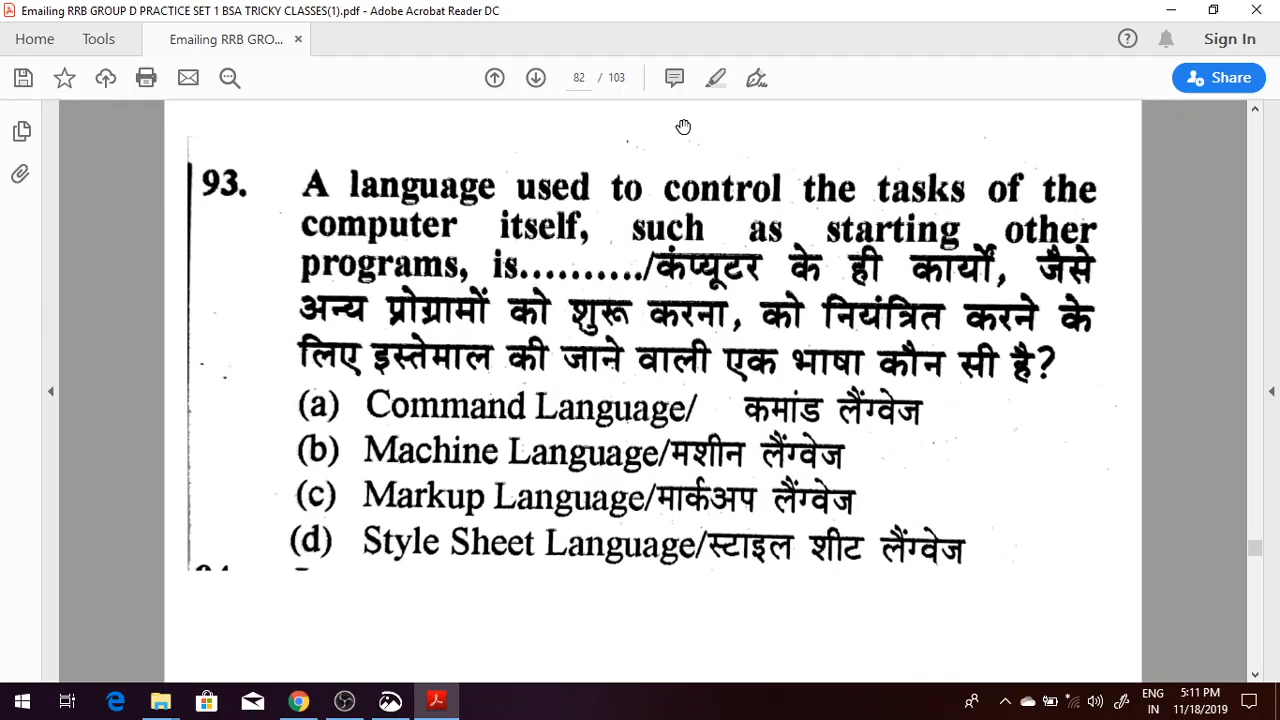 Emailing RRB GROUP D PRACTICE SET 1 BSA TRICKY CLASSES(1).pdf - Adobe Acrobat Reader DC
Home Tools Emailing RRB GRO... × Sign In
82 / 103 Share
93. A language used to control the tasks of the
computer itself, such as starting other
programs, is........../कंप्यूटर के ही कार्यों, जैसे
अन्य प्रोग्रामों को शुरू करना, को नियंत्रित करने के
लिए इस्तेमाल की जाने वाली एक भाषा कौन सी है?
(a) Command Language/ कमांड लैंग्वेज
(b) Machine Language/मशीन लैंग्वेज
(c) Markup Language/मार्कअप लैंग्वेज
(d) Style Sheet Language/स्टाइल शीट लैंग्वेज
ENG 5:11 PM
IN 11/18/2019